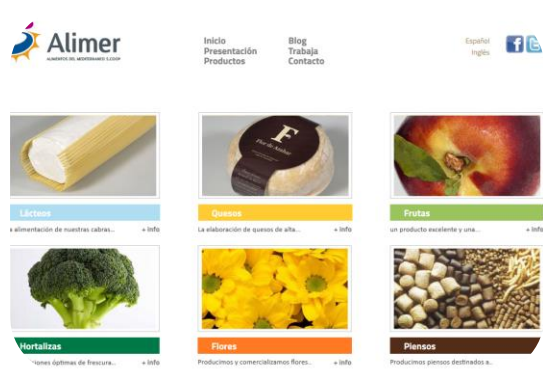 Alimer
ALIMENTOS DEL MEDITERRÁNEO S.COOP
Inicio
Presentación
Productos
Blog
Trabaja
Contacto
Español
Inglés
Lácteos
a alimentación de nuestras cabras... + info
F
Flor de Azahar
Quesos
La elaboración de quesos de alta... + info
Frutas
un producto excelente y una... + info
Hortalizas
ciones óptimas de frescura... + info
Flores
Producimos y comercializamos flores... + info
Piensos
Producimos piensos destinados a...